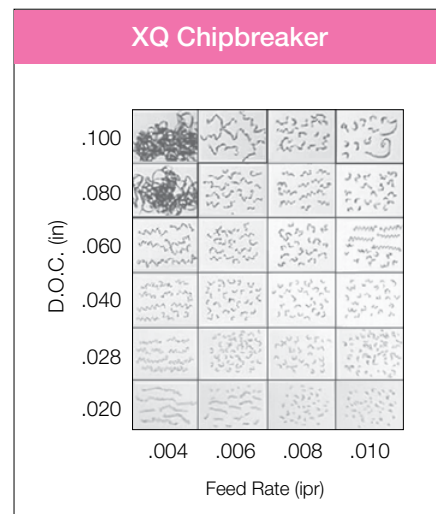 XQ Chipbreaker
D.O.C. (in)
.100
.080
.060
.040
.028
.020
.004 .006 .008 .010
Feed Rate (ipr)